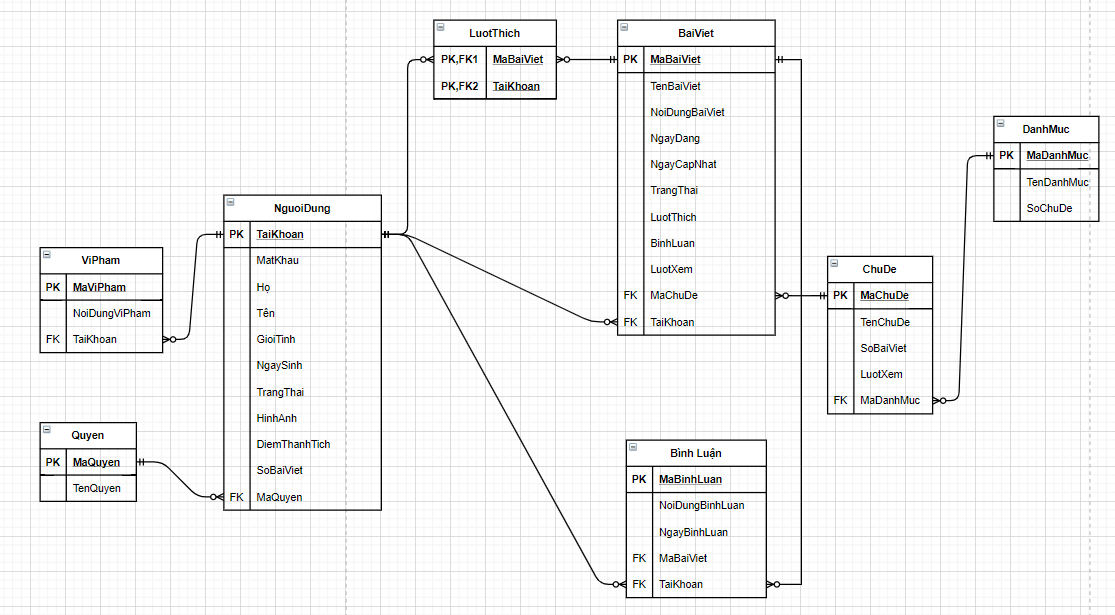 LuotThich
PK,FK1 MaBaiViet
PK,FK2 TaiKhoan
BaiViet
PK MaBaiViet
TenBaiViet
NoiDungBaiViet
NgayDang
NgayCapNhat
TrangThai
LuotThich
BinhLuan
LuotXem
FK MaChuDe
FK TaiKhoan
DanhMuc
PK MaDanhMuc
TenDanhMuc
SoChuDe
NguoiDung
PK TaiKhoan
MatKhau
Họ
Tên
GioiTinh
NgaySinh
TrangThai
HinhAnh
DiemThanhTich
SoBaiViet
FK MaQuyen
ViPham
PK MaViPham
NoiDungViPham
FK TaiKhoan
ChuDe
PK MaChuDe
TenChuDe
SoBaiViet
LuotXem
FK MaDanhMuc
Quyen
PK MaQuyen
TenQuyen
Bình Luận
PK MaBinhLuan
NoiDungBinhLuan
NgayBinhLuan
FK MaBaiViet
FK TaiKhoan